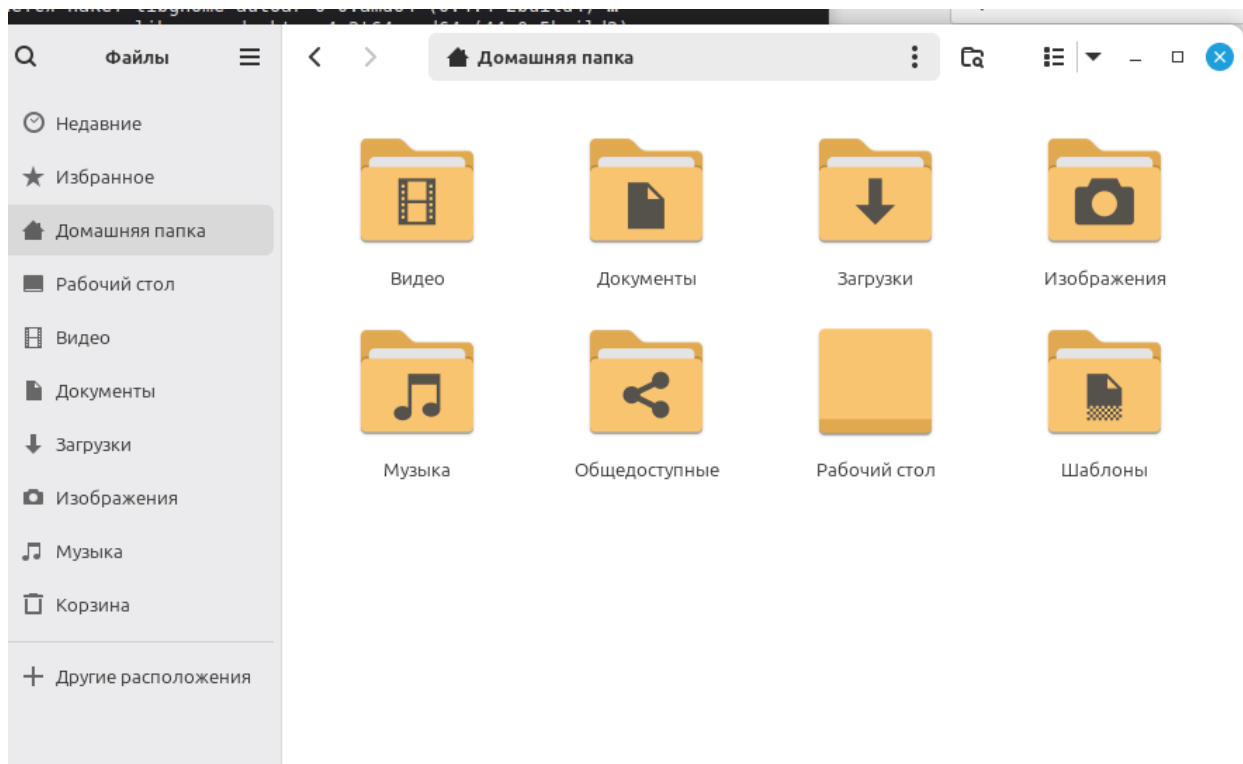 Файлы
Домашняя папка
Недавние
Избранное
Домашняя папка
Рабочий стол
Видео
Документы
Загрузки
Изображения
Музыка
Корзина
Другие расположения
Видео
Документы
Загрузки
Изображения
Музыка
Общедоступные
Рабочий стол
Шаблоны